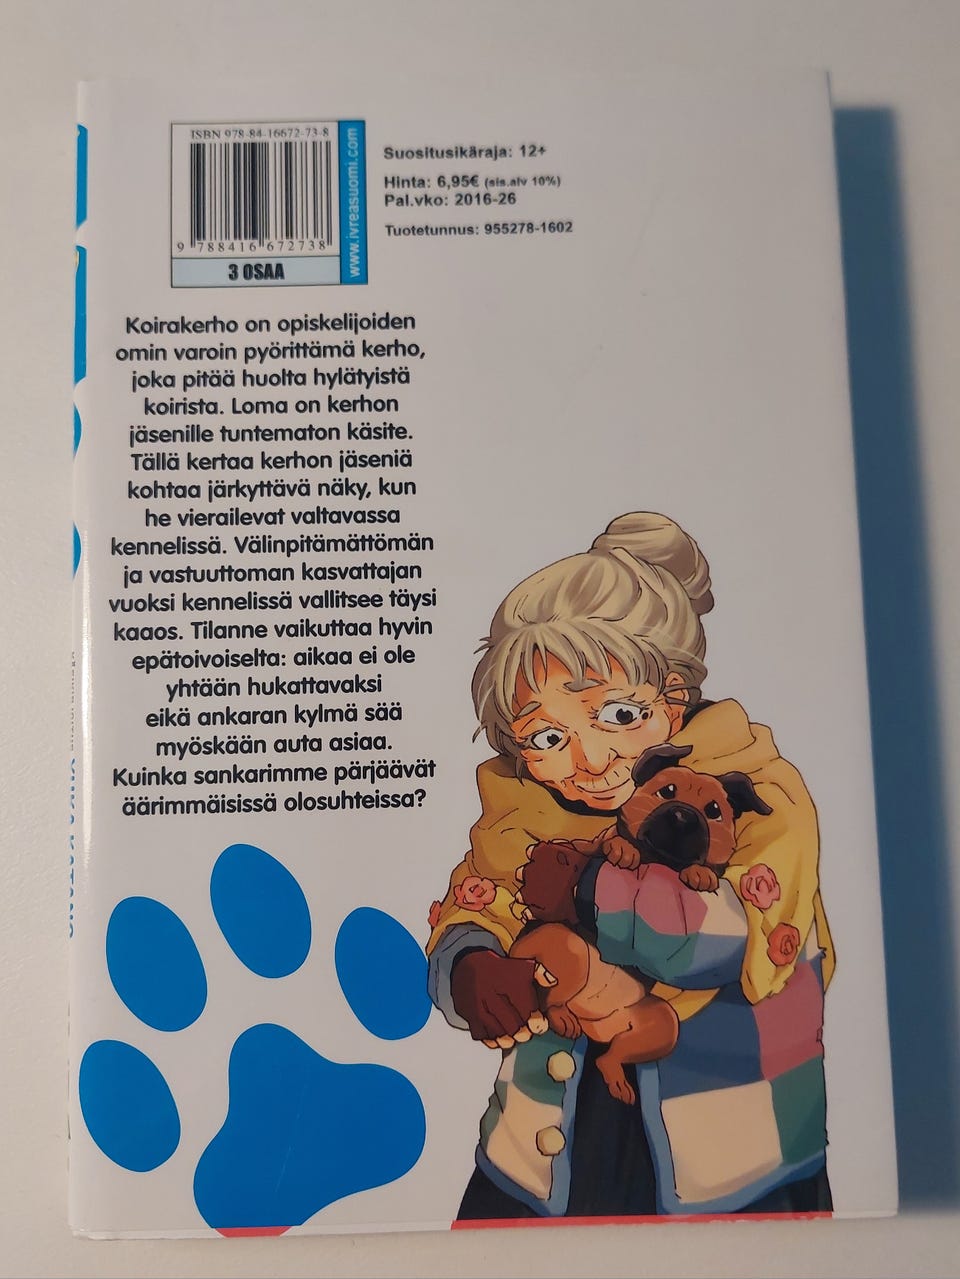 ISBN 978-84-16672-73-8
9 788416 672738
3 OSAA
www.ivreasuomi.com
Suositusikäraja: 12+
Hinta: 6,95€ (sis.alv 10%)
Pal.vko: 2016-26
Tuotetunnus: 955278-1602
Koirakerho on opiskelijoiden
omin varoin pyörittämä kerho,
joka pitää huolta hylätyistä
koirista. Loma on kerhon
jäsenille tuntematon käsite.
Tällä kertaa kerhon jäseniä
kohtaa järkyttävä näky, kun
he vierailevat valtavassa
kennelissä. Välinpitämättömän
ja vastuuttoman kasvattajan
vuoksi kennelissä vallitsee täysi
kaaos. Tilanne vaikuttaa hyvin
epätoivoiselta: aikaa ei ole
yhtään hukattavaksi
eikä ankaran kylmä sää
myöskään auta asiaa.
Kuinka sankarimme pärjäävät
äärimmäisissä olosuhteissa?